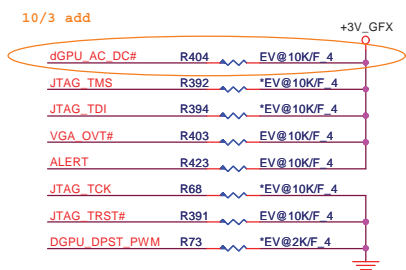 10/3 add
+3V_GFX
dGPU_AC_DC# R404 EV@10K/F_4
JTAG_TMS R392 *EV@10K/F_4
JTAG_TDI R394 *EV@10K/F_4
VGA_OVT# R403 EV@10K/F_4
ALERT R423 EV@10K/F_4
JTAG_TCK R68 *EV@10K/F_4
JTAG_TRST# R391 EV@10K/F_4
DGPU_DPST_PWM R73 *EV@2K/F_4